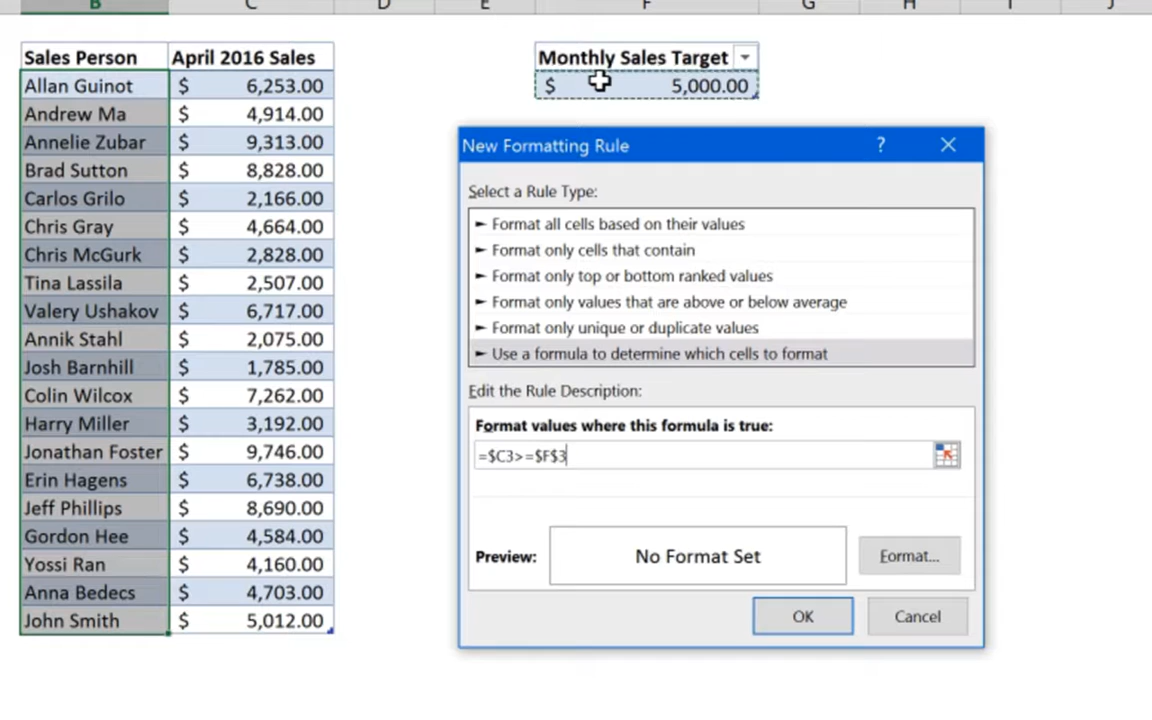 B C D E F G H I J
Sales Person April 2016 Sales Monthly Sales Target
Allan Guinot $ 6,253.00 $ 5,000.00
Andrew Ma $ 4,914.00
Annelie Zubar $ 9,313.00
Brad Sutton $ 8,828.00
Carlos Grilo $ 2,166.00
Chris Gray $ 4,664.00
Chris McGurk $ 2,828.00
Tina Lassila $ 2,507.00
Valery Ushakov $ 6,717.00
Annik Stahl $ 2,075.00
Josh Barnhill $ 1,785.00
Colin Wilcox $ 7,262.00
Harry Miller $ 3,192.00
Jonathan Foster $ 9,746.00
Erin Hagens $ 6,738.00
Jeff Phillips $ 8,690.00
Gordon Hee $ 4,584.00
Yossi Ran $ 4,160.00
Anna Bedecs $ 4,703.00
John Smith $ 5,012.00
New Formatting Rule ?
Select a Rule Type:
► Format all cells based on their values
► Format only cells that contain
► Format only top or bottom ranked values
► Format only values that are above or below average
► Format only unique or duplicate values
► Use a formula to determine which cells to format
Edit the Rule Description:
Format values where this formula is true:
=$C3>=$F$3
Preview: No Format Set Format...
OK Cancel